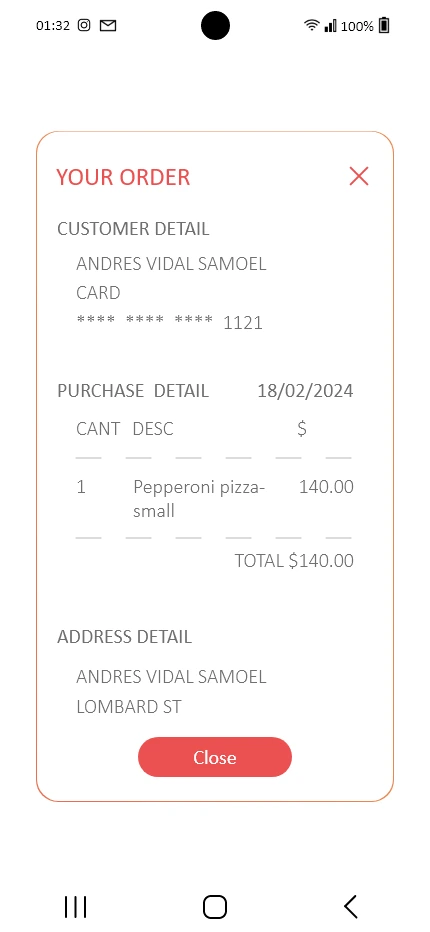 01:32 100%
YOUR ORDER
CUSTOMER DETAIL
ANDRES VIDAL SAMOEL
CARD
**** **** **** 1121
PURCHASE DETAIL 18/02/2024
CANT DESC $
1 Pepperoni pizza- 140.00
small
TOTAL $140.00
ADDRESS DETAIL
ANDRES VIDAL SAMOEL
LOMBARD ST
Close